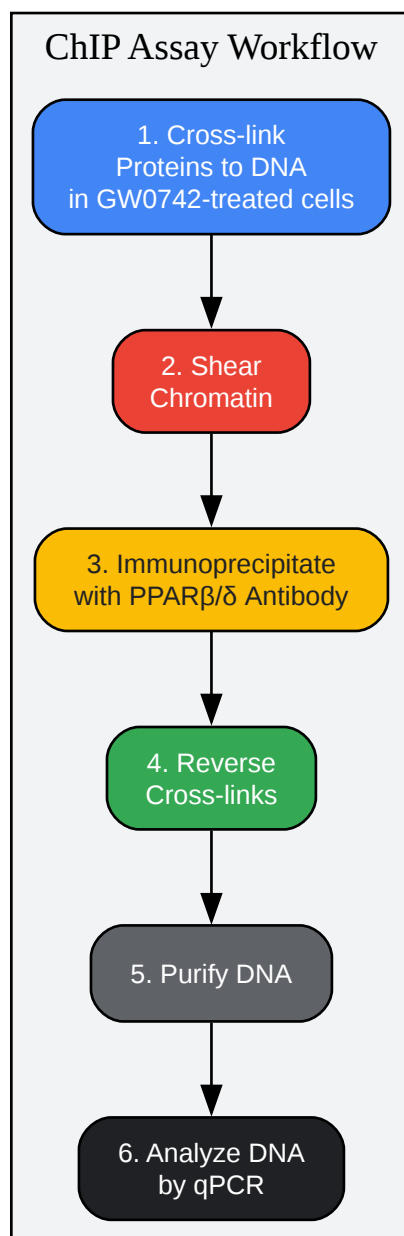 ChIP Assay Workflow
1. Cross-link
Proteins to DNA
in GW0742-treated cells
2. Shear
Chromatin
3. Immunoprecipitate
with PPARβ/δ Antibody
4. Reverse
Cross-links
5. Purify DNA
6. Analyze DNA
by qPCR